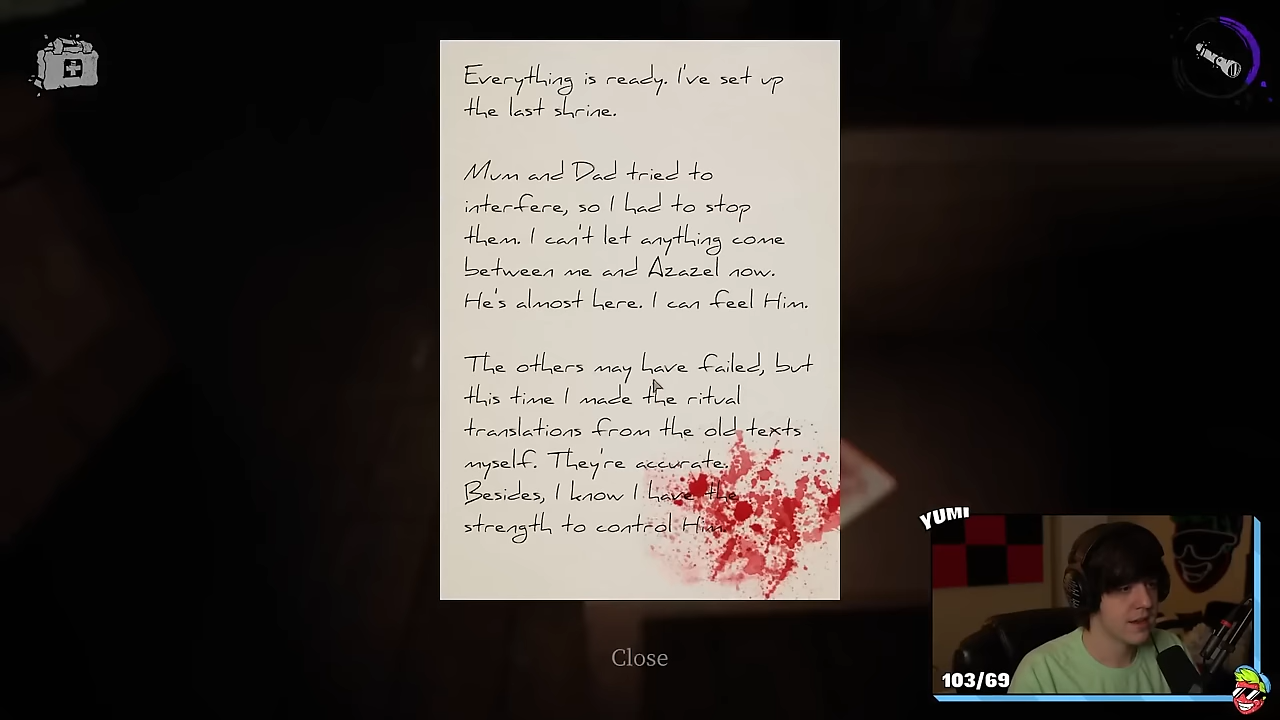 Everything is ready. I've set up
the last shrine.
Mum and Dad tried to
interfere, so I had to stop
them. I can't let anything come
between me and Azazel now.
He's almost here. I can feel Him.
The others may have failed, but
this time I made the ritual
translations from the old texts
myself. They're accurate.
Besides, I know I have the
strength to control Him.
Close
YUMI
103/69